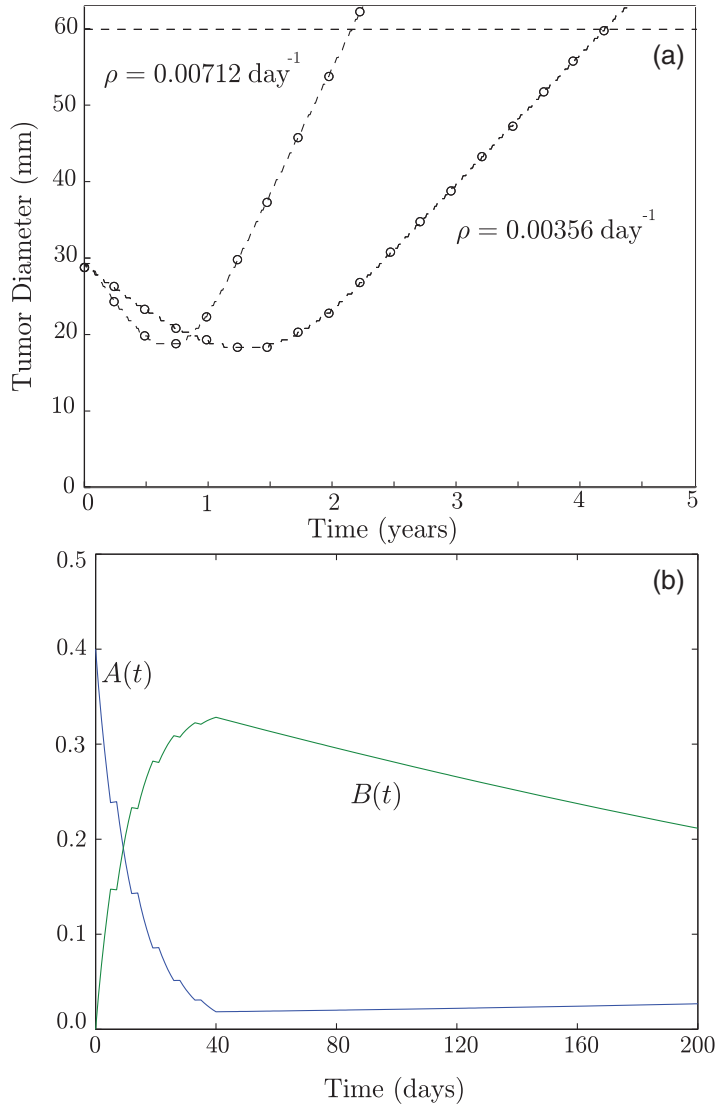 60
(a)
ρ = 0.00712 day⁻¹
50
Tumor Diameter (mm)
40
ρ = 0.00356 day⁻¹
30
20
10
0
0 1 2 3 4 5
Time (years)
0.5
(b)
0.4
A(t)
0.3
B(t)
0.2
0.1
0.0
0 40 80 120 160 200
Time (days)